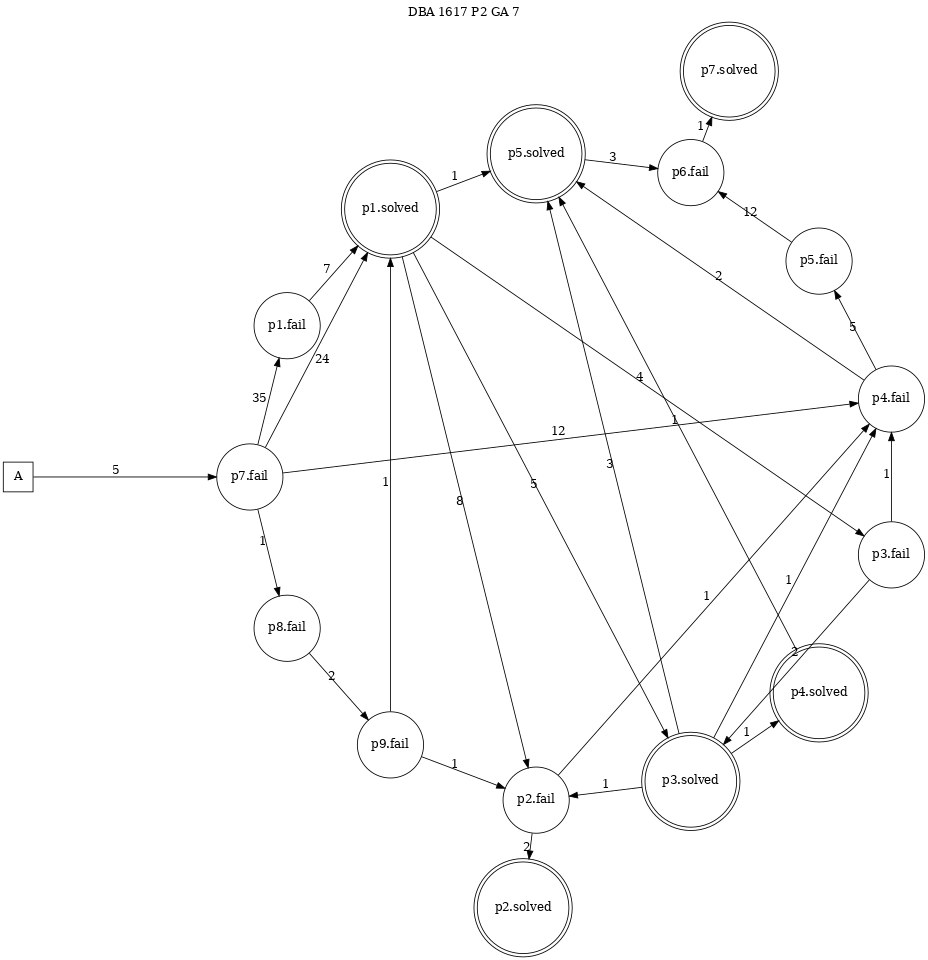 DBA 1617 P2 GA 7
p7.solved
1
p5.solved
3
p6.fail
1
p1.solved
12
7
p5.fail
2
p1.fail
5
24
4
35
p4.fail
1
12
A
5
p7.fail
3
1
1
5
8
1
p3.fail
1
1
p8.fail
2
2
p4.solved
p9.fail
1
1
p3.solved
1
p2.fail
2
p2.solved